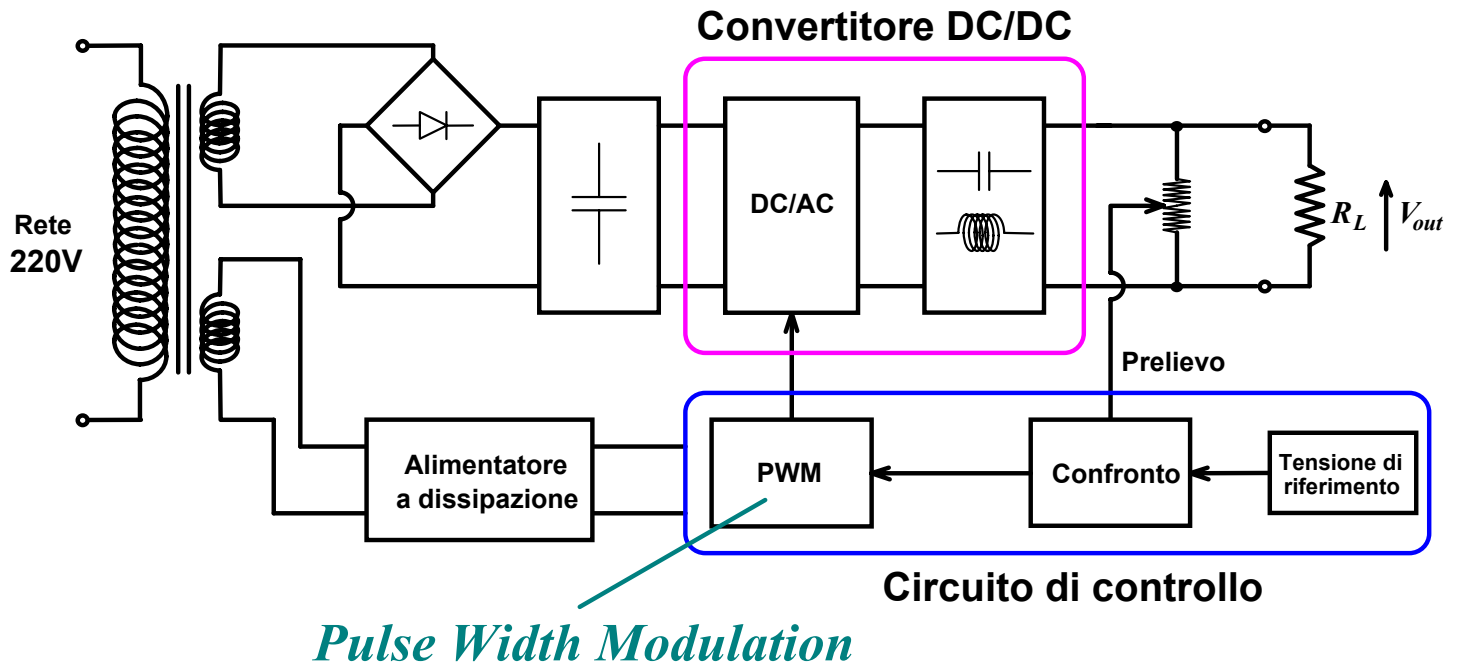 Convertitore DC/DC
Rete
220V
DC/AC
R_L
V_out
Prelievo
Alimentatore
a dissipazione
PWM
Confronto
Tensione di
riferimento
Circuito di controllo
Pulse Width Modulation